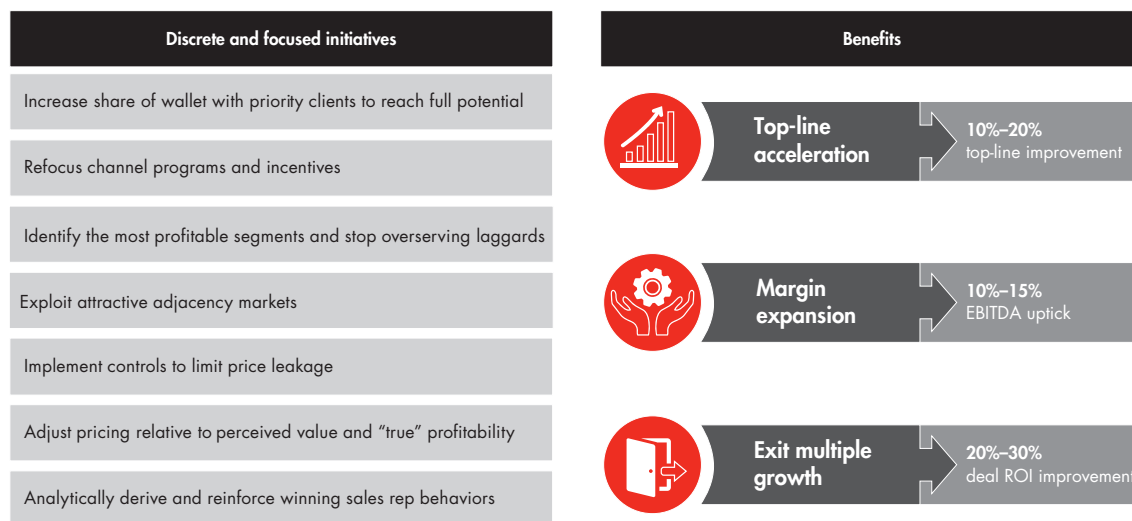 Discrete and focused initiatives
Increase share of wallet with priority clients to reach full potential
Refocus channel programs and incentives
Identify the most profitable segments and stop overserving laggards
Exploit attractive adjacency markets
Implement controls to limit price leakage
Adjust pricing relative to perceived value and “true” profitability
Analytically derive and reinforce winning sales rep behaviors
Benefits
Top-line
acceleration
10%–20%
top-line improvement
Margin
expansion
10%–15%
EBITDA uptick
Exit multiple
growth
20%–30%
deal ROI improvement